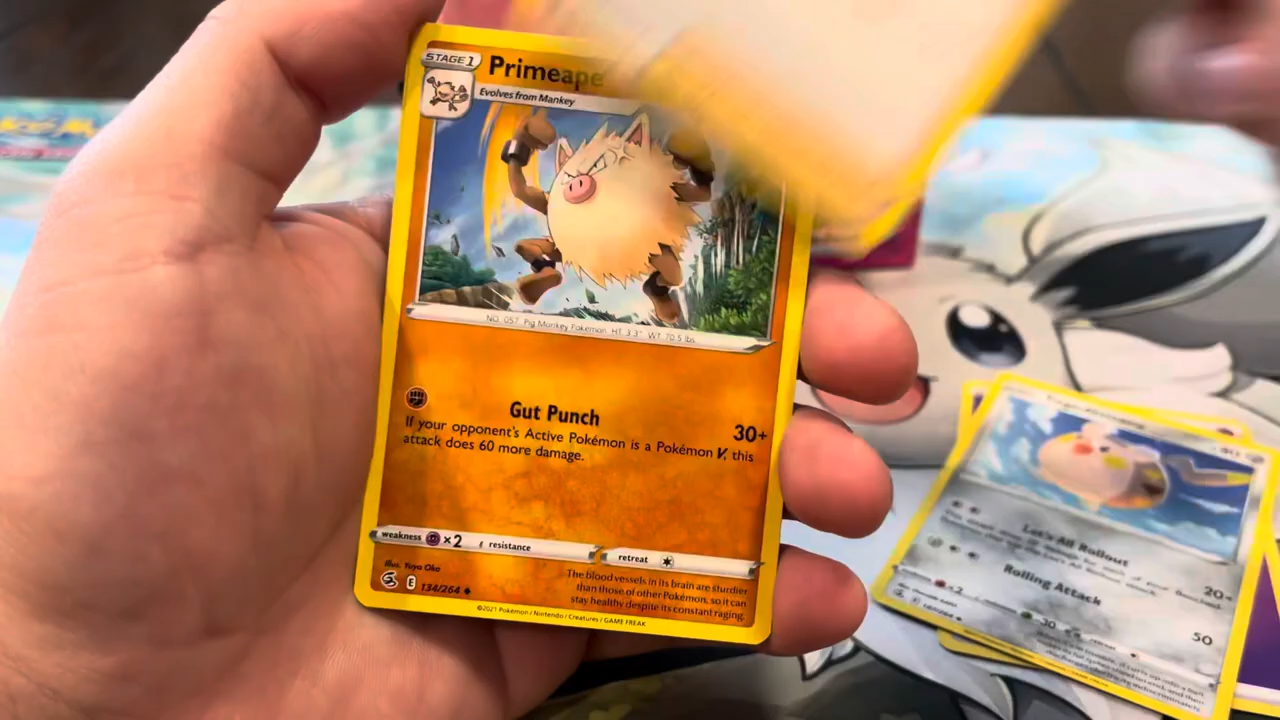 STAGE 1
Primeape
Evolves from Mankey
NO. 057 Pig Monkey Pokémon HT. 3'3" WT. 70.5 lbs
Gut Punch
30+
If your opponent's Active Pokémon is a Pokémon V, this
attack does 60 more damage.
weakness ×2 resistance retreat
Illus. Yuya Oka
E 134/264
The blood vessels in its brain are sturdier
than those of other Pokémon, so it can
stay healthy despite its constant raging.
©2021 Pokémon / Nintendo / Creatures / GAME FREAK
Let's All Rollout
20×
Rolling Attack
50
×2
-30